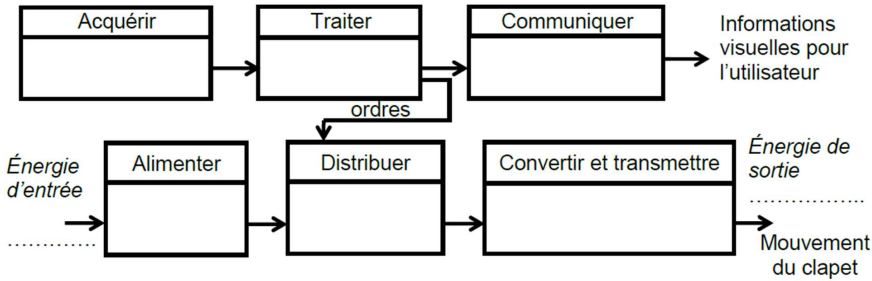 Acquérir
Traiter
Communiquer
Informations
visuelles pour
l'utilisateur
ordres
Énergie
d'entrée
....………
Alimenter
Distribuer
Convertir et transmettre
Énergie de
sortie
………………
Mouvement
du clapet